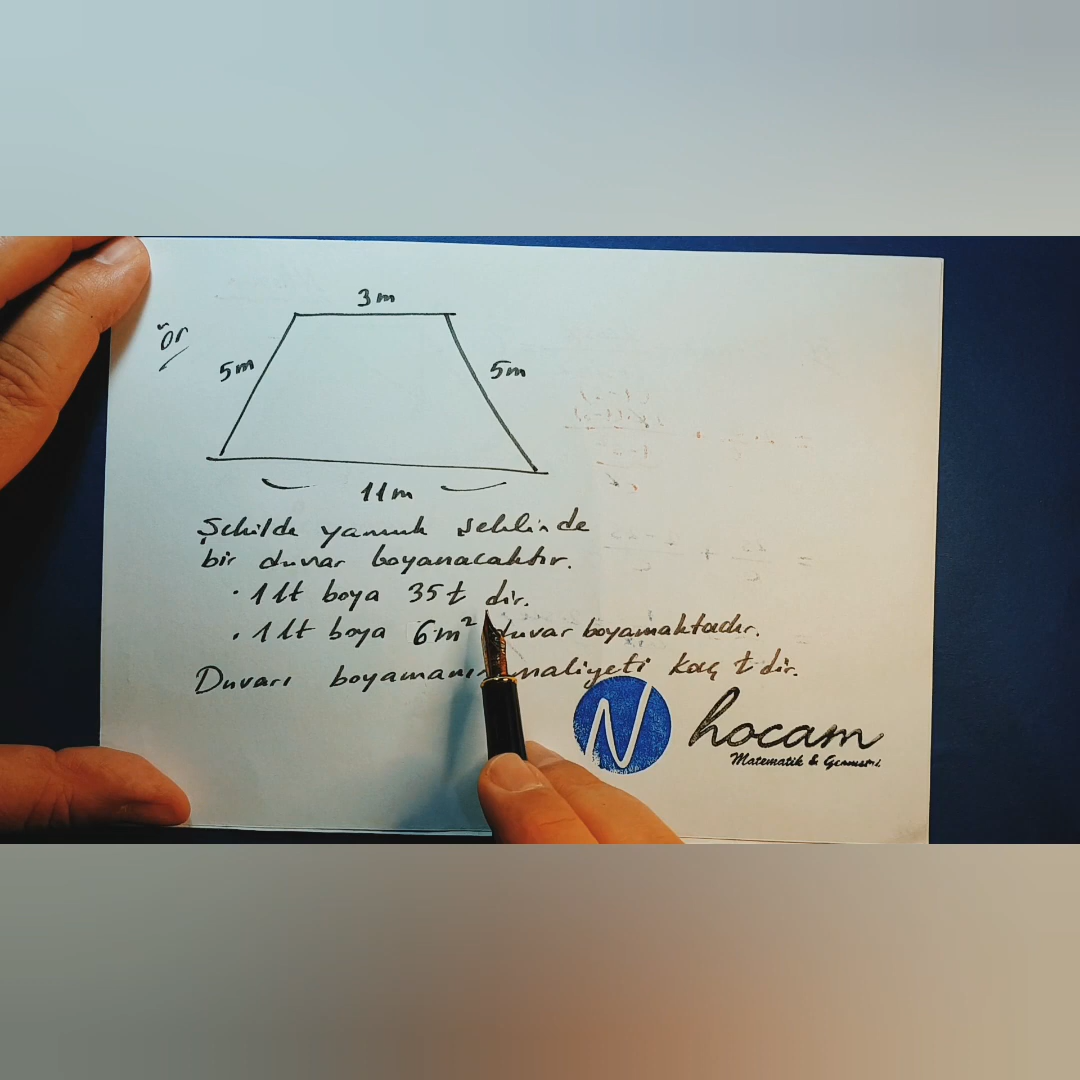 3m
Ör
5m
5m
11m
Şekilde yamuk şeklinde
bir duvar boyanacaktır.
· 1 lt boya 35 ₺ dir.
· 1 lt boya 6m² duvar boyamaktadır.
Duvarı boyamanın maliyeti kaç ₺ dir.
N hocam
Matematik & Geometri